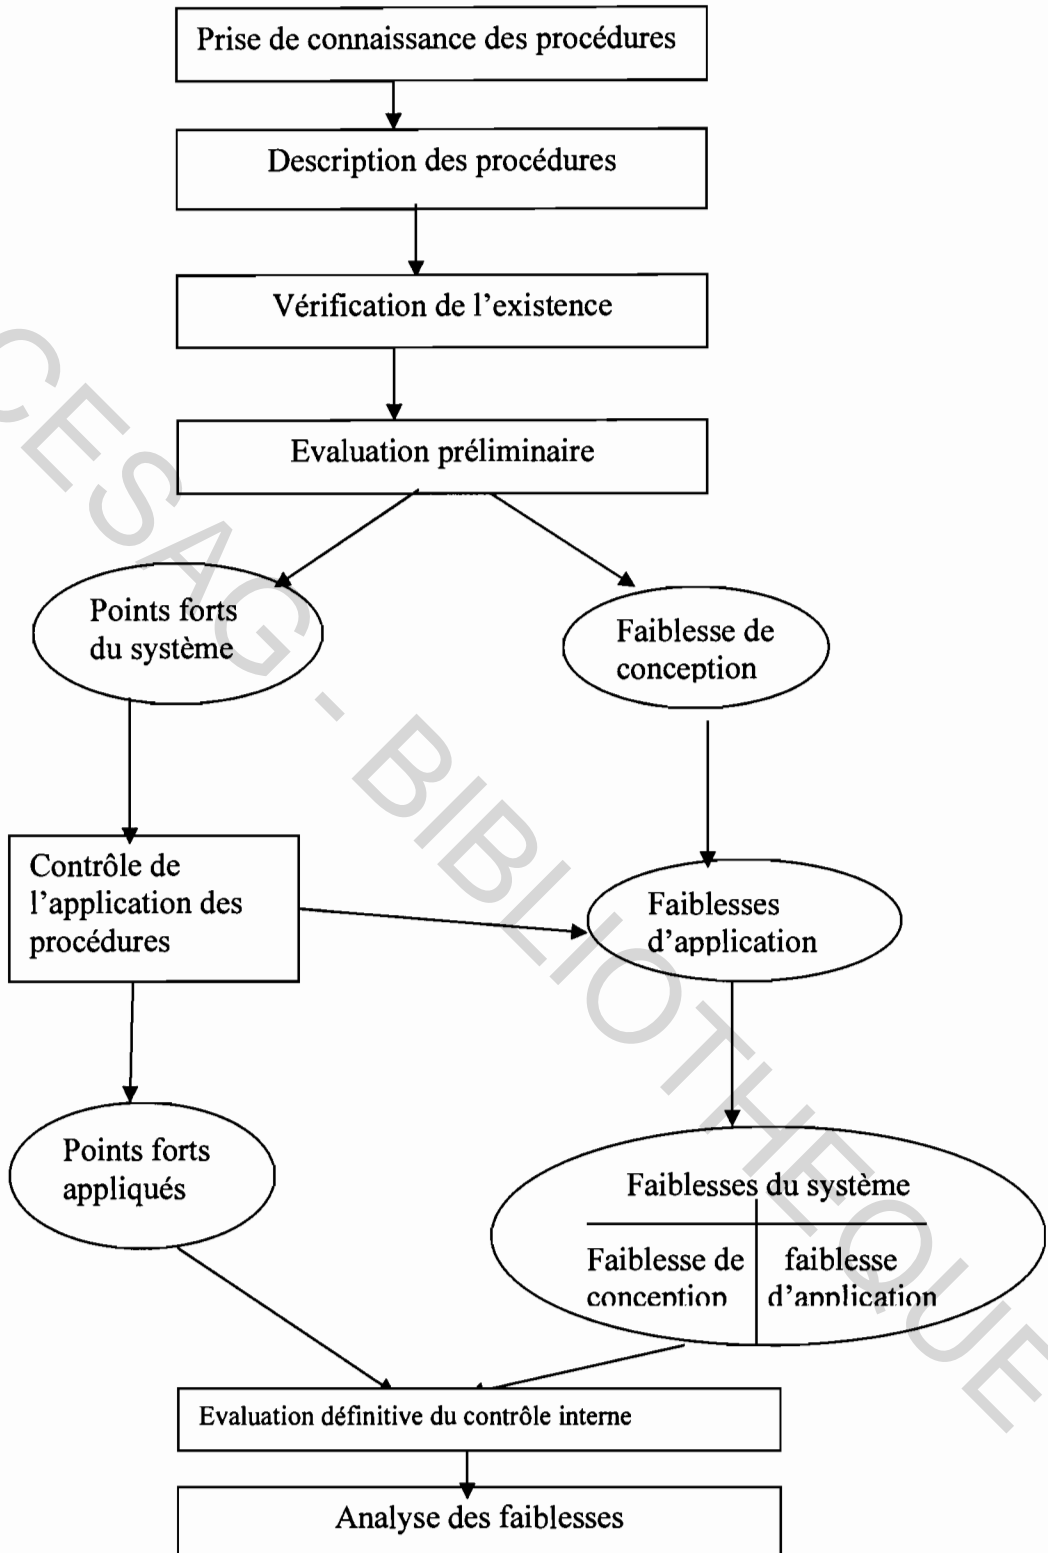 Prise de connaissance des procédures
Description des procédures
Vérification de l'existence
Evaluation préliminaire
Points forts
du système
Faiblesse de
conception
Contrôle de
l'application des
procédures
Faiblesses
d'application
Points forts
appliqués
Faiblesses du système
Faiblesse de
conception
faiblesse
d'application
Evaluation définitive du contrôle interne
Analyse des faiblesses
CESAG - BIBLIOTHEQUE